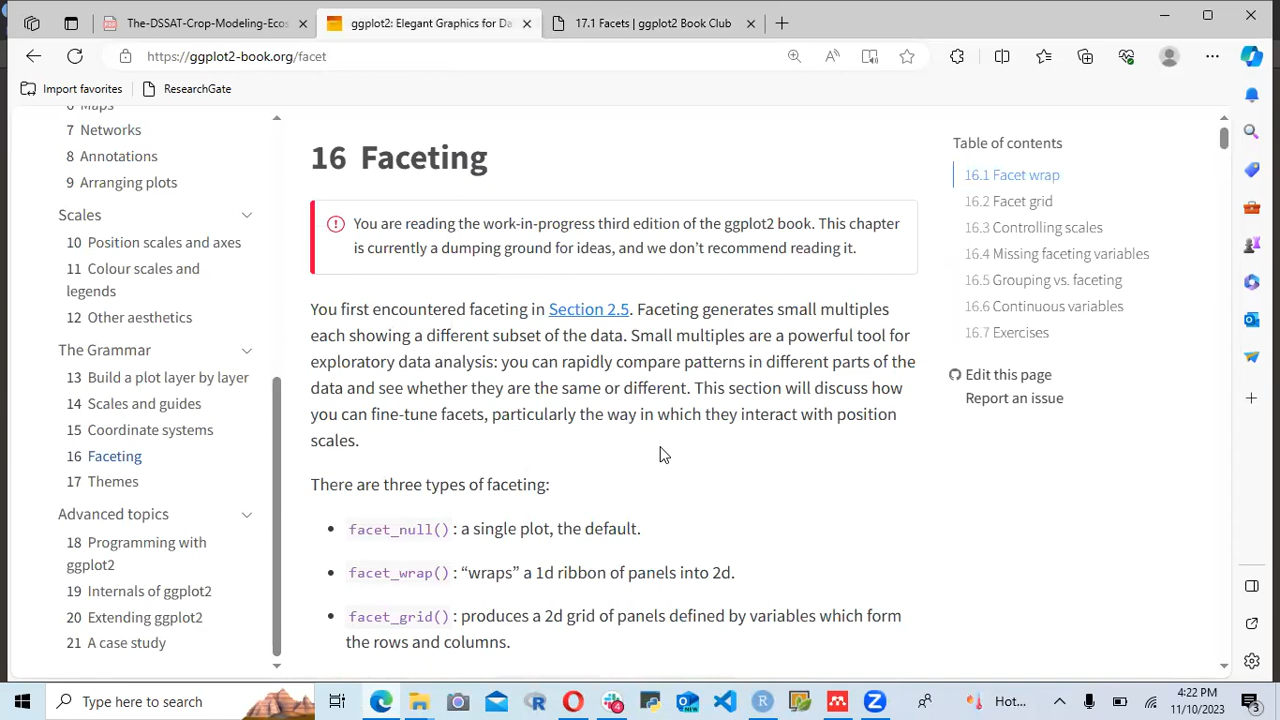 The-DSSAT-Crop-Modeling-Ecos
ggplot2: Elegant Graphics for Da
17.1 Facets | ggplot2 Book Club
https://ggplot2-book.org/facet
Import favorites
ResearchGate
6 Maps
7 Networks
8 Annotations
9 Arranging plots
Scales
10 Position scales and axes
11 Colour scales and
legends
12 Other aesthetics
The Grammar
13 Build a plot layer by layer
14 Scales and guides
15 Coordinate systems
16 Faceting
17 Themes
Advanced topics
18 Programming with
ggplot2
19 Internals of ggplot2
20 Extending ggplot2
21 A case study
16 Faceting
You are reading the work-in-progress third edition of the ggplot2 book. This chapter
is currently a dumping ground for ideas, and we don’t recommend reading it.
You first encountered faceting in Section 2.5. Faceting generates small multiples
each showing a different subset of the data. Small multiples are a powerful tool for
exploratory data analysis: you can rapidly compare patterns in different parts of the
data and see whether they are the same or different. This section will discuss how
you can fine-tune facets, particularly the way in which they interact with position
scales.
There are three types of faceting:
• facet_null(): a single plot, the default.
• facet_wrap(): “wraps” a 1d ribbon of panels into 2d.
• facet_grid(): produces a 2d grid of panels defined by variables which form
the rows and columns.
Table of contents
16.1 Facet wrap
16.2 Facet grid
16.3 Controlling scales
16.4 Missing faceting variables
16.5 Grouping vs. faceting
16.6 Continuous variables
16.7 Exercises
Edit this page
Report an issue
Type here to search
4
Hot...
4:22 PM
11/10/2023
3